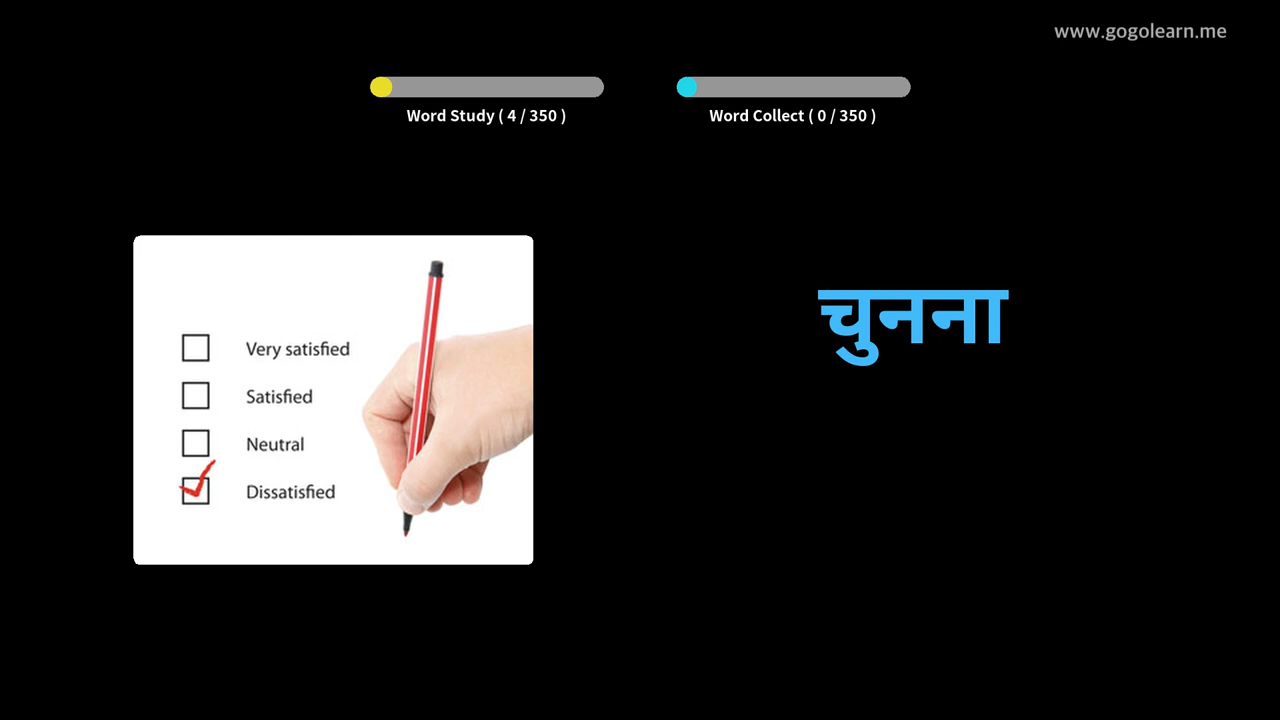 www.gogolearn.me
Word Study ( 4 / 350 )
Word Collect ( 0 / 350 )
Very satisfied
Satisfied
Neutral
Dissatisfied
चुनना